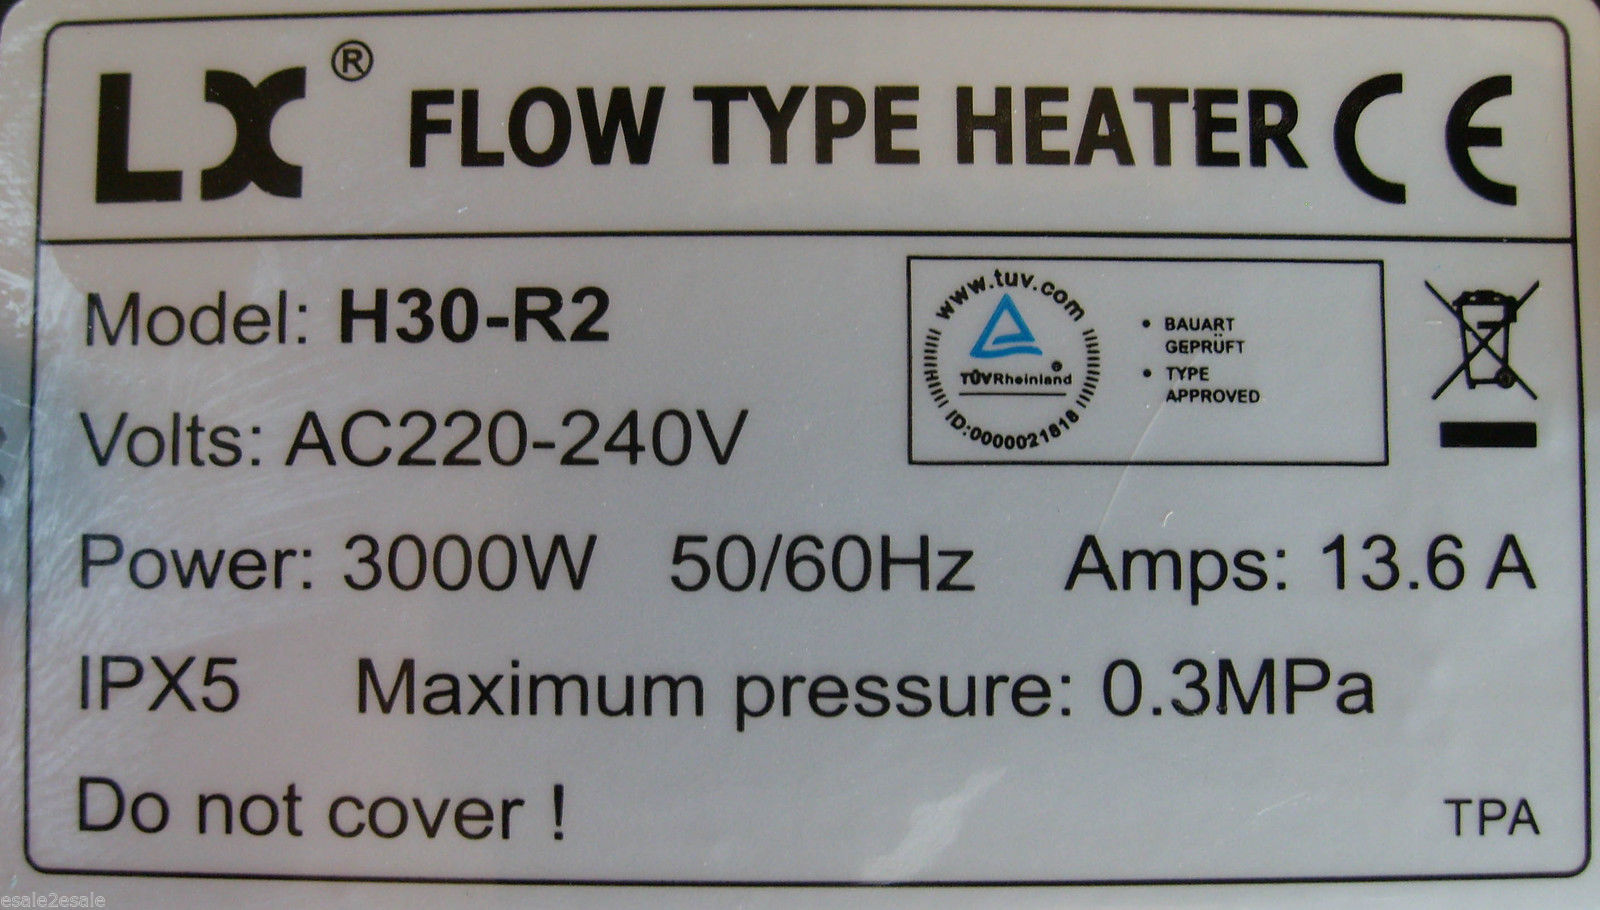 LX® FLOW TYPE HEATER CE
Model: H30-R2
www.tuv.com
TÜVRheinland®
ID:0000021818
• BAUART
GEPRÜFT
• TYPE
APPROVED
Volts: AC220-240V
Power: 3000W 50/60Hz Amps: 13.6 A
IPX5 Maximum pressure: 0.3MPa
Do not cover !
TPA
esale2esale